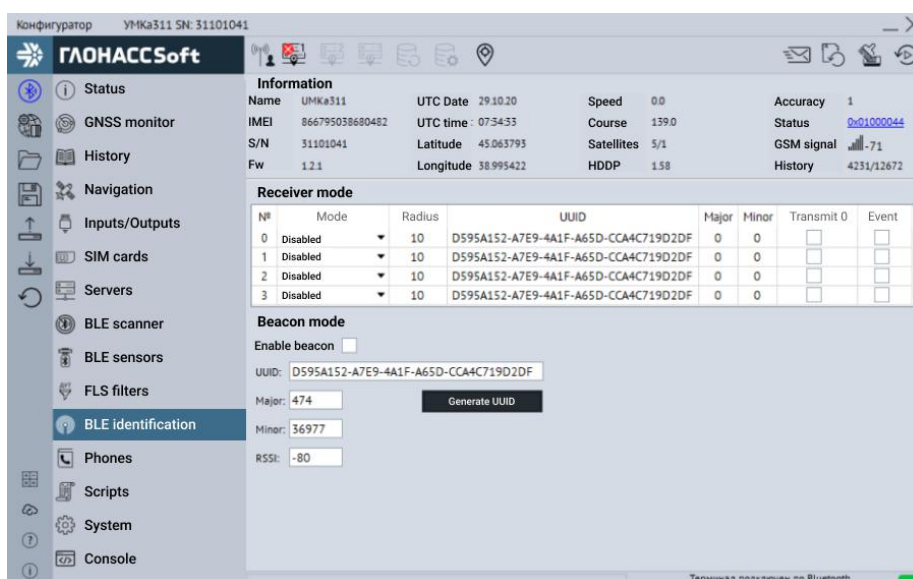 Конфигуратор УМКа311 SN: 31101041
ГЛОНАССSoft
Status
GNSS monitor
History
Navigation
Inputs/Outputs
SIM cards
Servers
BLE scanner
BLE sensors
FLS filters
BLE identification
Phones
Scripts
System
Console
Information
Name UMKa311 UTC Date 29.10.20 Speed 0.0 Accuracy 1
IMEI 866795038680482 UTC time : 07:34:33 Course 139.0 Status 0x01000044
S/N 31101041 Latitude 45.063793 Satellites 5/1 GSM signal -71
Fw 1.2.1 Longitude 38.995422 HDDP 1.58 History 4231/12672
Receiver mode
№ Mode Radius UUID Major Minor Transmit 0 Event
0 Disabled 10 D595A152-A7E9-4A1F-A65D-CCA4C719D2DF 0 0
1 Disabled 10 D595A152-A7E9-4A1F-A65D-CCA4C719D2DF 0 0
2 Disabled 10 D595A152-A7E9-4A1F-A65D-CCA4C719D2DF 0 0
3 Disabled 10 D595A152-A7E9-4A1F-A65D-CCA4C719D2DF 0 0
Beacon mode
Enable beacon
UUID: D595A152-A7E9-4A1F-A65D-CCA4C719D2DF
Major: 474 Generate UUID
Minor: 36977
RSSI: -80
Терминал подключен по Bluetooth